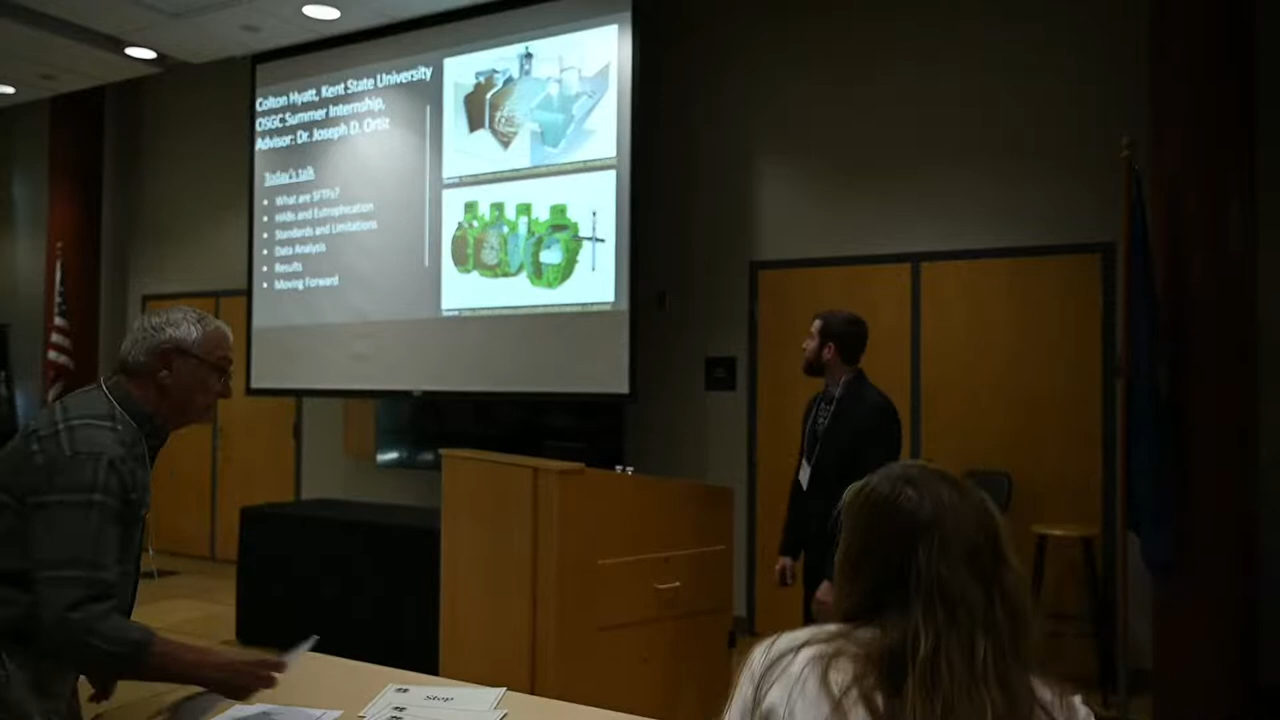 Colton Hyatt, Kent State University
OSGC Summer Internship,
Advisor: Dr. Joseph D. Ortiz
Today's talk
• What are SFTFs?
• HABs and Eutrophication
• Standards and Limitations
• Data Analysis
• Results
• Moving Forward
Stop